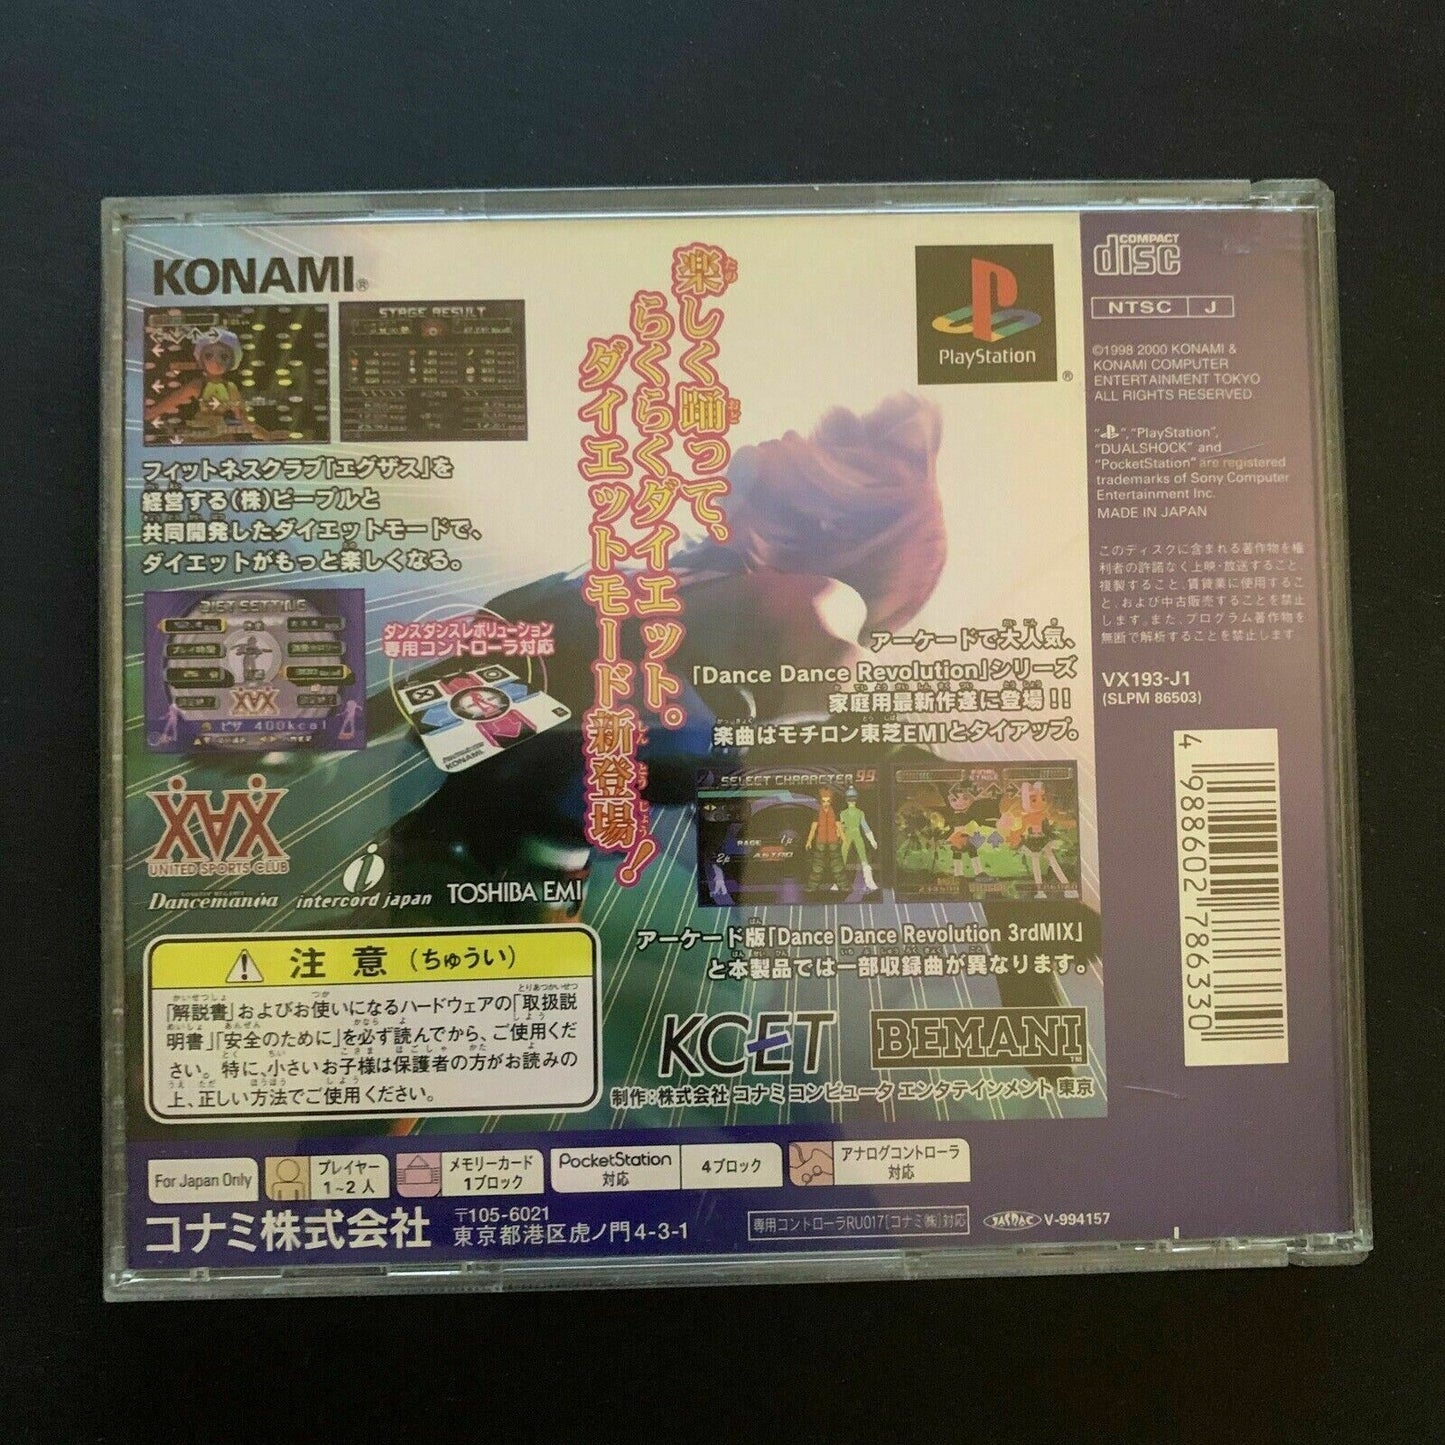 KONAMI®
STAGE RESULT
フィットネスクラブ「エグザス」を
経営する(株)ピープルと
共同開発したダイエットモードで、
ダイエットがもっと楽しくなる。
楽しく踊って、
らくらくダイエット。
ダイエットモード新登場!
PlayStation
®
プレイ時間
XAX
ピザ 400kcal
ダンスダンスレボリューション
専用コントローラ対応
KONAMI
アーケードで大人気、
「Dance Dance Revolution」シリーズ
家庭用最新作遂に登場!!
楽曲はモチロン東芝EMIとタイアップ。
SELECT CHARACTER 99
FINAL STAGE
XAX
UNITED SPORTS CLUB
Dancemania
intercord japan
TOSHIBA EMI
アーケード版「Dance Dance Revolution 3rdMIX」
と本製品では一部収録曲が異なります。
注意(ちゅうい)
「解説書」およびお使いになるハードウェアの「取扱説
明書」「安全のために」を必ず読んでから、ご使用くだ
さい。特に、小さいお子様は保護者の方がお読みの
上、正しい方法でご使用ください。
KCET
BEMANI™
制作:株式会社 コナミ コンピュータ エンタテインメント 東京
For Japan Only
プレイヤー
1~2人
メモリーカード
1ブロック
PocketStation
対応
4ブロック
アナログコントローラ
対応
コナミ株式会社
〒105-6021
東京都港区虎ノ門4-3-1
専用コントローラRU017[コナミ㈱]対応
JASRAC V-994157
COMPACT
disc
NTSC J
©1998 2000 KONAMI &
KONAMI COMPUTER
ENTERTAINMENT TOKYO
ALL RIGHTS RESERVED.
" ", "PlayStation",
"DUALSHOCK" and
"PocketStation" are registered
trademarks of Sony Computer
Entertainment Inc.
MADE IN JAPAN
このディスクに含まれる著作物を権
利者の許諾なく上映・放送すること、
複製すること、賃貸業に使用するこ
と、および中古販売することを禁止
します。また、プログラム著作物を
無断で解析することを禁止します。
VX193-J1
(SLPM 86503)
4 988602 786330